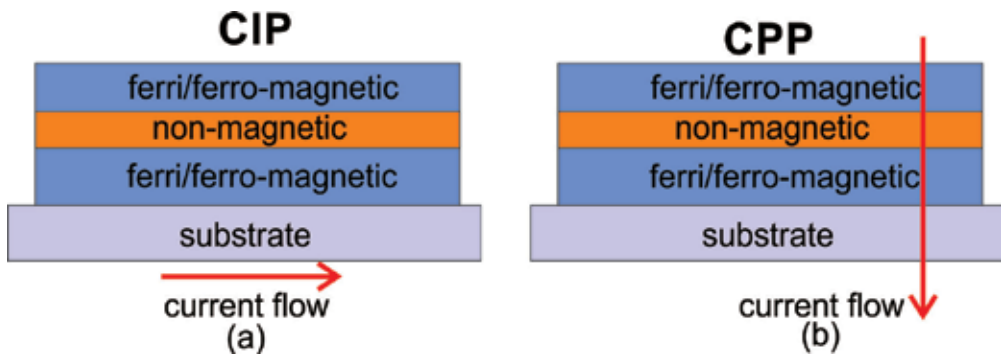 CIP
ferri/ferro-magnetic
non-magnetic
ferri/ferro-magnetic
substrate
current flow
(a)
CPP
ferri/ferro-magnetic
non-magnetic
ferri/ferro-magnetic
substrate
current flow
(b)